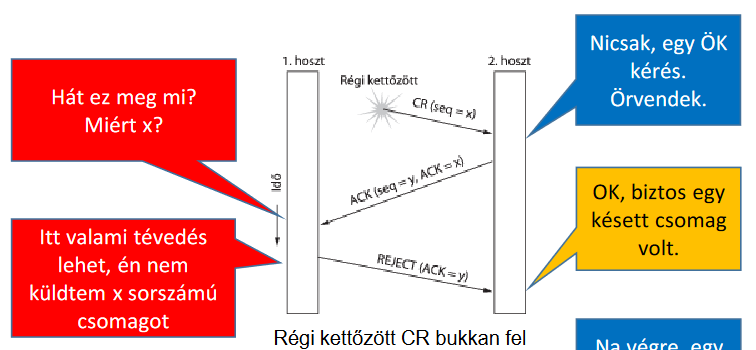 Nicsak, egy ÖK
kérés.
Örvendek.
1. hoszt
2. hoszt
Régi kettőzött
CR (seq = x)
Hát ez meg mi?
Miért x?
ACK (seq = y, ACK = x)
Idő
OK, biztos egy
késett csomag
volt.
Itt valami tévedés
lehet, én nem
küldtem x sorszámú
csomagot
REJECT (ACK = y)
Régi kettőzött CR bukkan fel
Na végre, egy